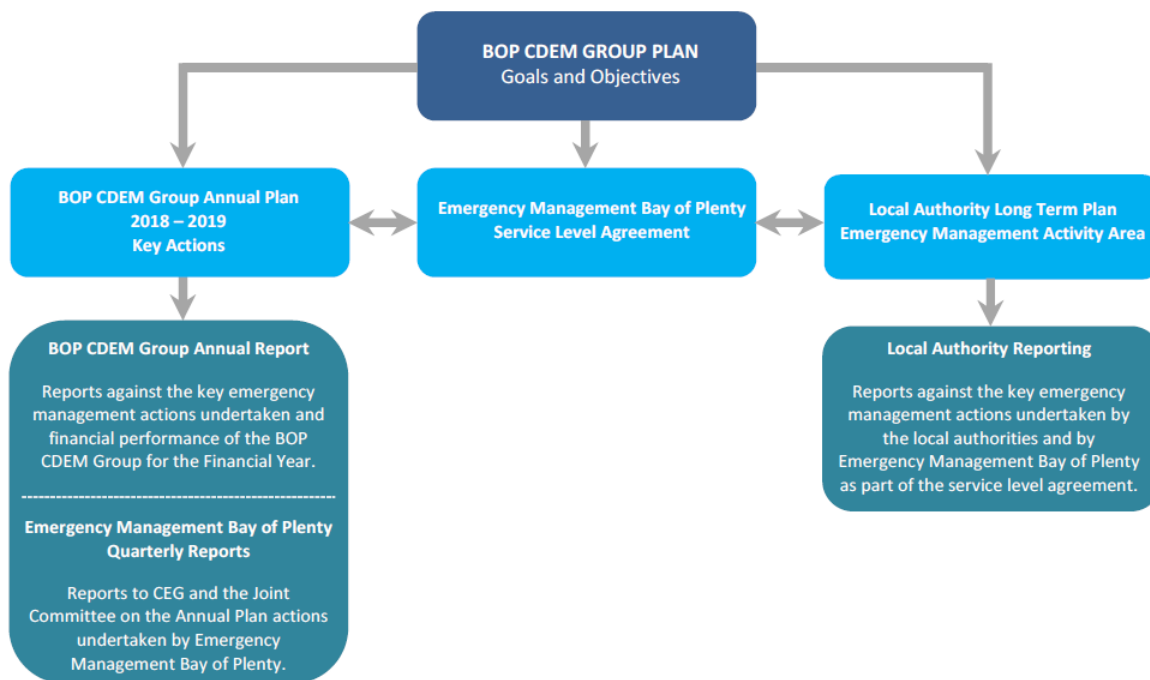 BOP CDEM GROUP PLAN
Goals and Objectives
BOP CDEM Group Annual Plan
2018 – 2019
Key Actions
Emergency Management Bay of Plenty
Service Level Agreement
Local Authority Long Term Plan
Emergency Management Activity Area
BOP CDEM Group Annual Report
Reports against the key emergency
management actions undertaken and
financial performance of the BOP
CDEM Group for the Financial Year.
Emergency Management Bay of Plenty
Quarterly Reports
Reports to CEG and the Joint
Committee on the Annual Plan actions
undertaken by Emergency
Management Bay of Plenty.
Local Authority Reporting
Reports against the key emergency
management actions undertaken by
the local authorities and by
Emergency Management Bay of Plenty
as part of the service level agreement.